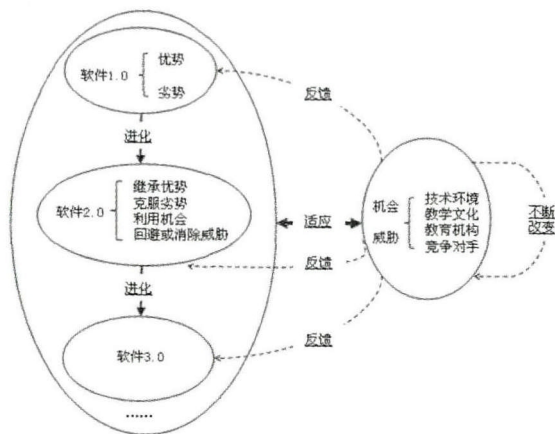 优势
软件1.0
劣势
反馈
进化
继承优势
克服劣势
软件2.0
利用机会
回避或消除威胁
适应
机会
威胁
技术环境
教学文化
教育机构
竞争对手
不断
改变
反馈
进化
软件3.0
反馈
......